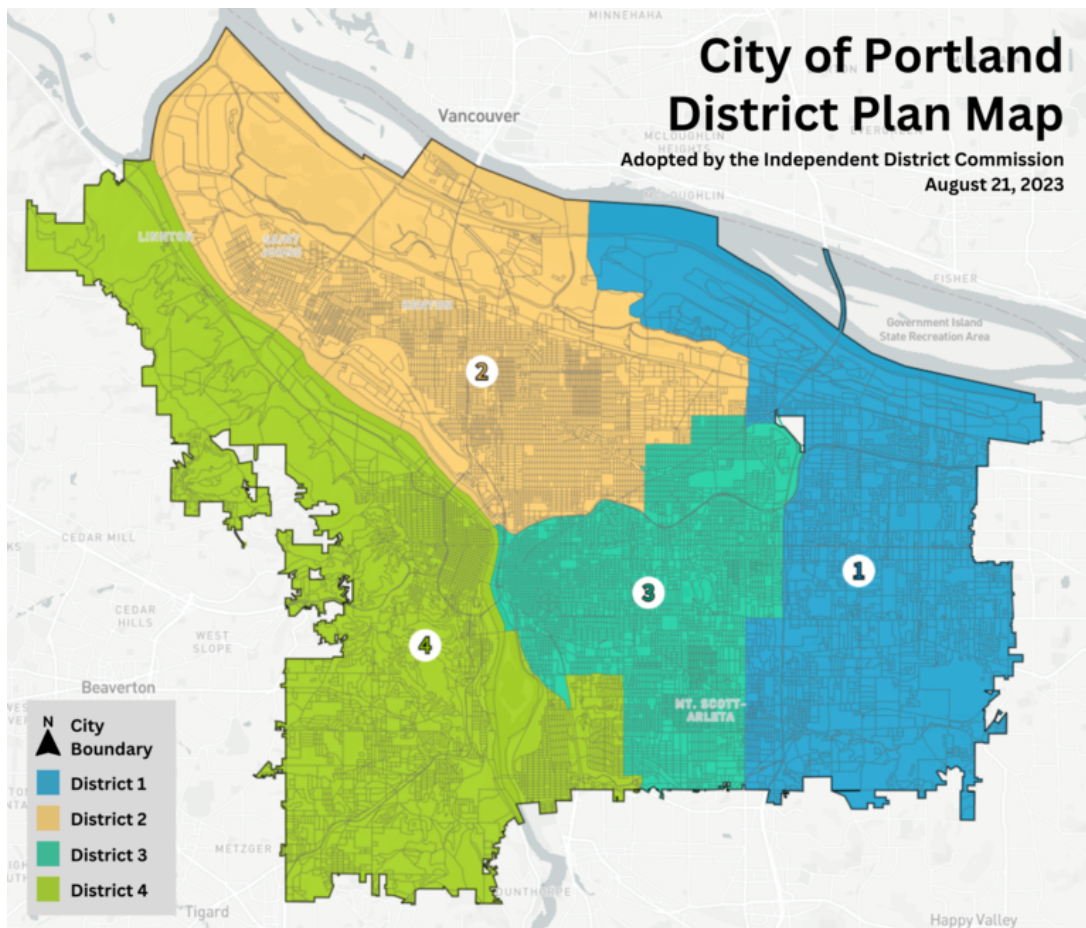 MINNEHAHA
City of Portland
District Plan Map
Adopted by the Independent District Commission
August 21, 2023
Vancouver
MCLOUGHLIN
HEIGHTS
EVERGREEN
MCLOUGHLIN
LINNTON
SAINT
JOHNS
KENTON
FISHER
Government Island
State Recreation Area
2
CEDAR MILL
1
3
CEDAR
HILLS
WEST
SLOPE
4
Beaverton
MT. SCOTT-
ARLETA
N
City
Boundary
District 1
District 2
District 3
District 4
METZGER
DUNTHORPE
Tigard
Happy Valley